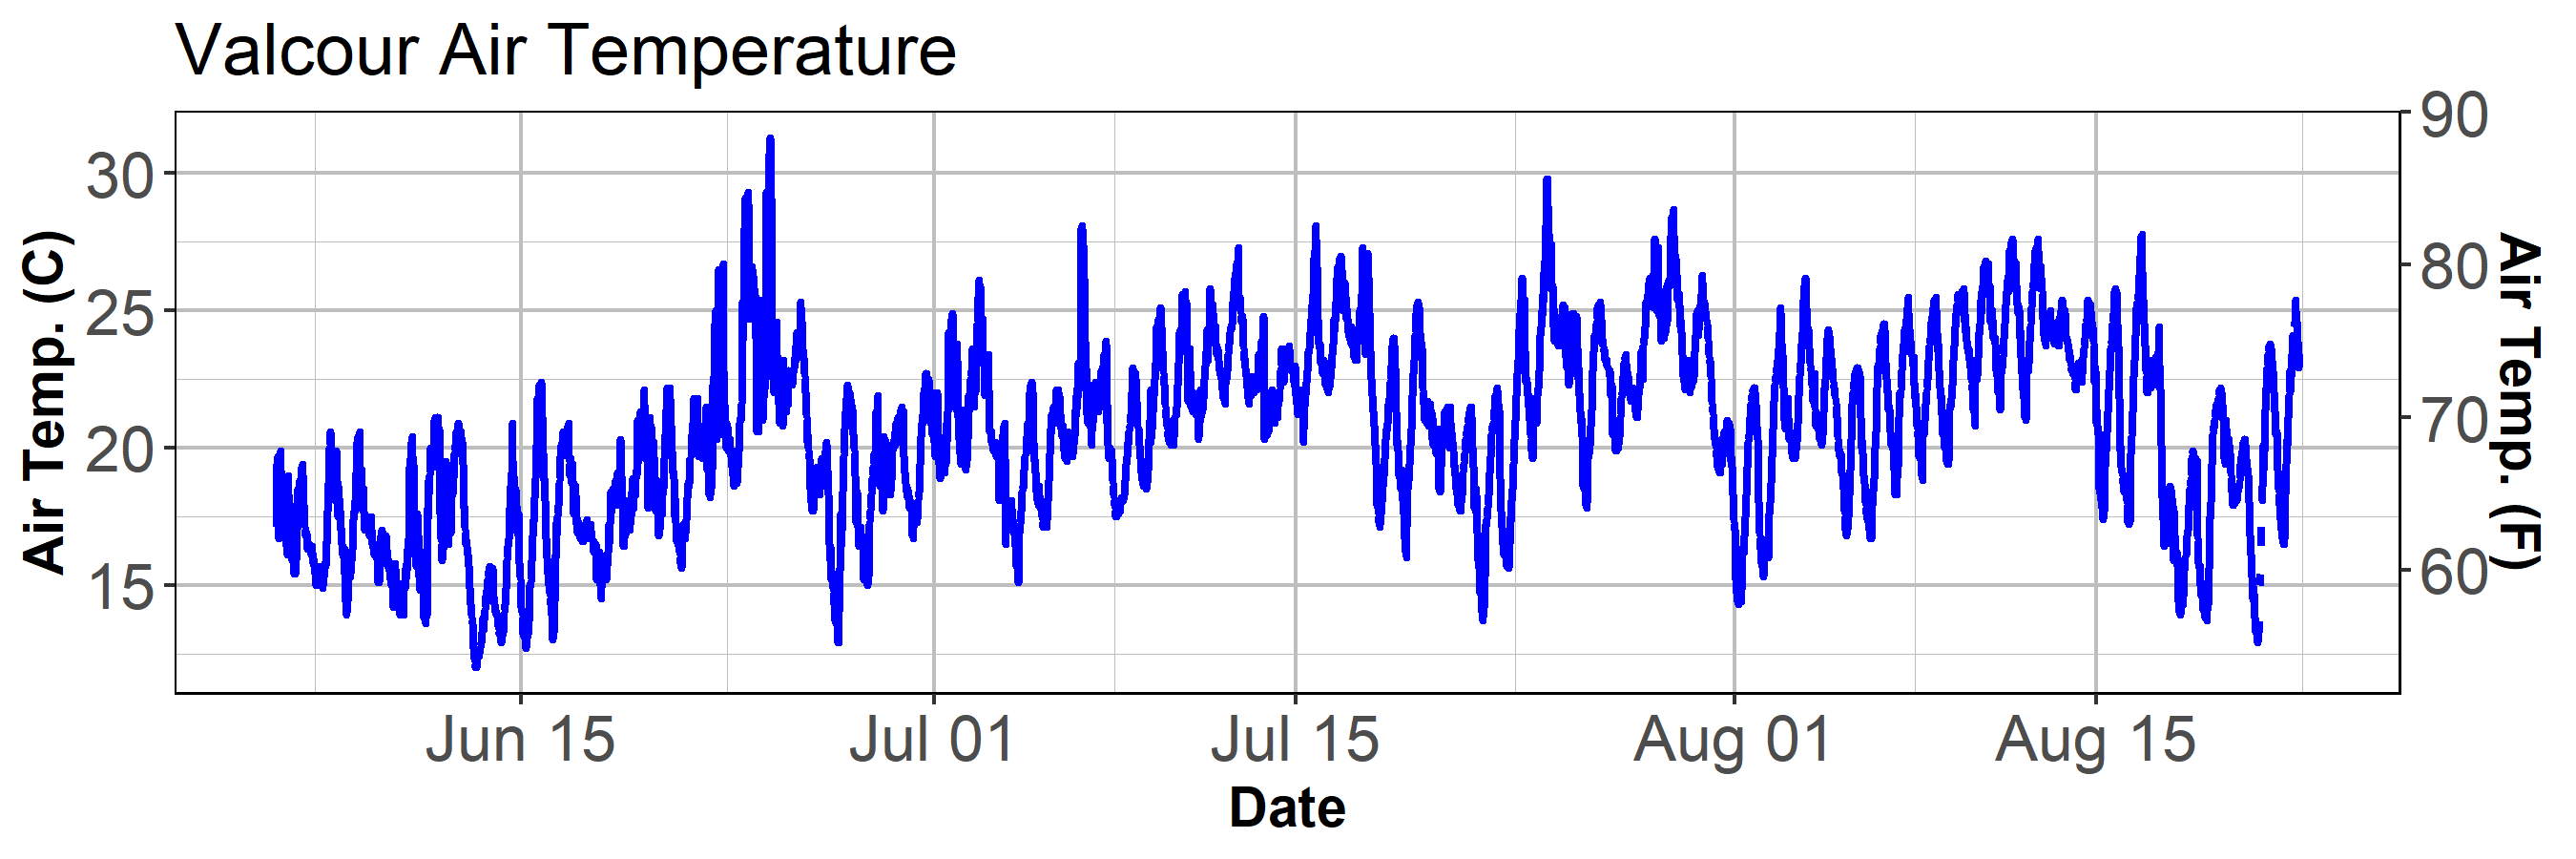 Valcour Air Temperature
Air Temp. (C)
30
25
20
15
90
80
70
60
Air Temp. (F)
Jun 15
Jul 01
Jul 15
Aug 01
Aug 15
Date